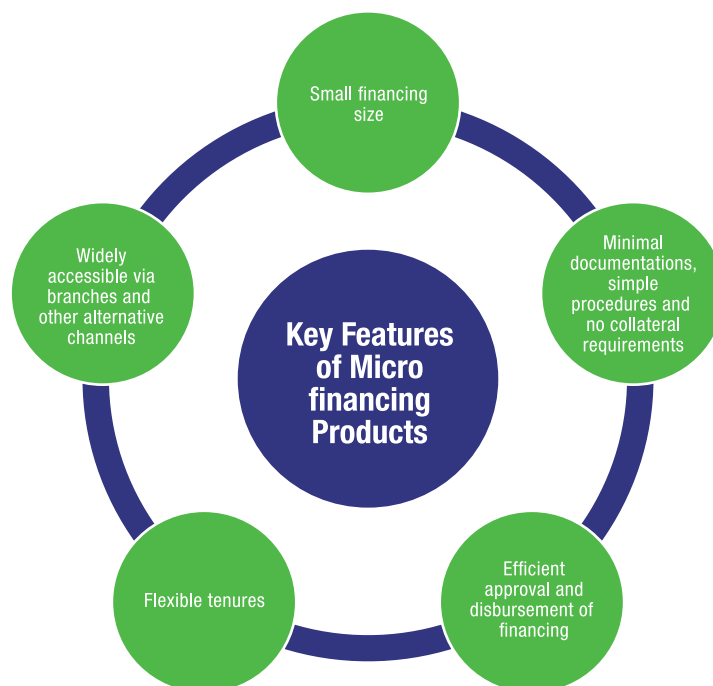 Small financing
size
Minimal
documentations,
simple
procedures and
no collateral
requirements
Efficient
approval and
disbursement of
financing
Flexible tenures
Widely
accessible via
branches and
other alternative
channels
Key Features
of Micro
financing
Products